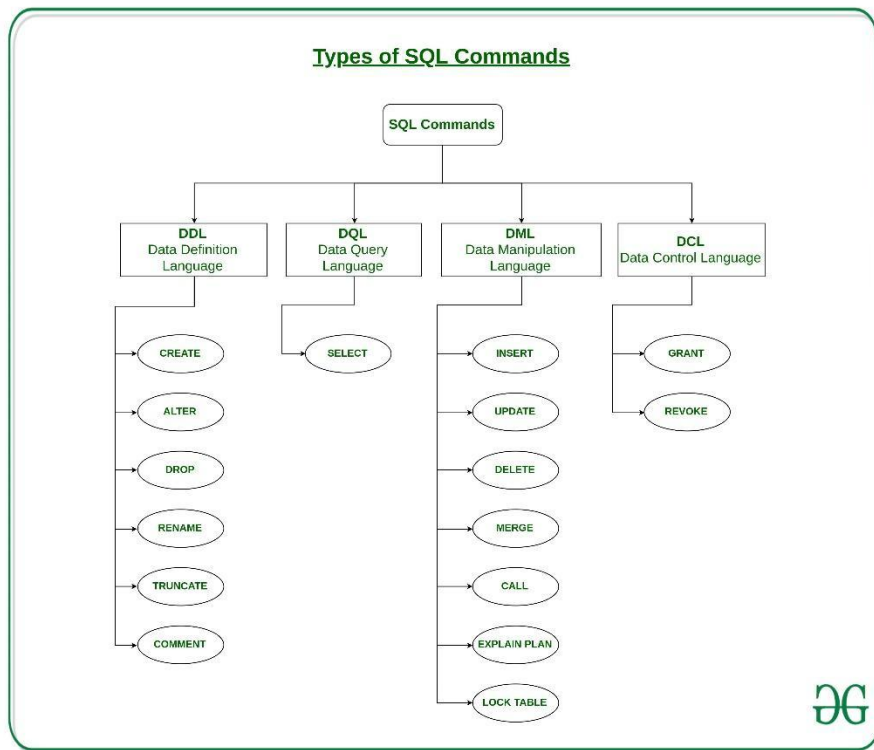 Types of SQL Commands
SQL Commands
DDL
Data Definition
Language
DQL
Data Query
Language
DML
Data Manipulation
Language
DCL
Data Control Language
CREATE
ALTER
DROP
RENAME
TRUNCATE
COMMENT
SELECT
INSERT
UPDATE
DELETE
MERGE
CALL
EXPLAIN PLAN
LOCK TABLE
GRANT
REVOKE